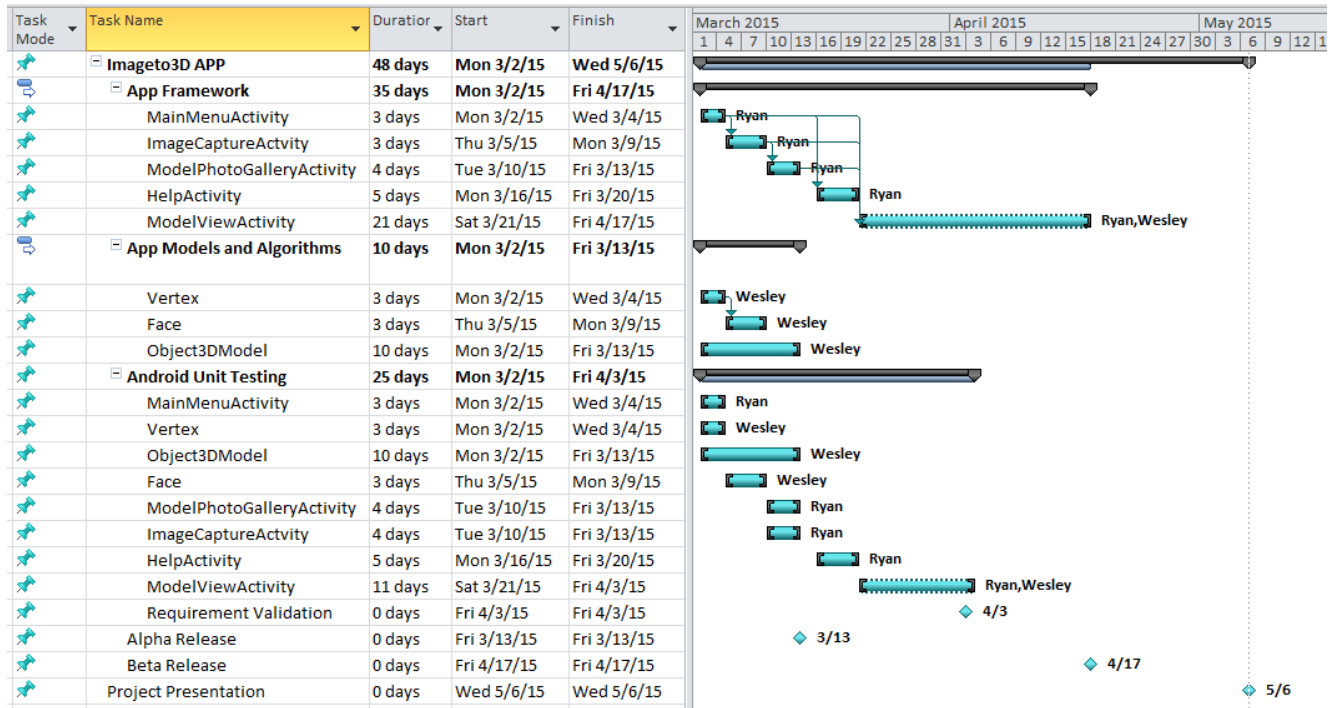 Task Mode Task Name Duration Start Finish March 2015 April 2015 May 2015
1 4 7 10 13 16 19 22 25 28 31 3 6 9 12 15 18 21 24 27 30 3 6 9 12 1
Imageto3D APP 48 days Mon 3/2/15 Wed 5/6/15
App Framework 35 days Mon 3/2/15 Fri 4/17/15
MainMenuActivity 3 days Mon 3/2/15 Wed 3/4/15 Ryan
ImageCaptureActvity 3 days Thu 3/5/15 Mon 3/9/15 Ryan
ModelPhotoGalleryActivity 4 days Tue 3/10/15 Fri 3/13/15 Ryan
HelpActivity 5 days Mon 3/16/15 Fri 3/20/15 Ryan
ModelViewActivity 21 days Sat 3/21/15 Fri 4/17/15 Ryan,Wesley
App Models and Algorithms 10 days Mon 3/2/15 Fri 3/13/15
Vertex 3 days Mon 3/2/15 Wed 3/4/15 Wesley
Face 3 days Thu 3/5/15 Mon 3/9/15 Wesley
Object3DModel 10 days Mon 3/2/15 Fri 3/13/15 Wesley
Android Unit Testing 25 days Mon 3/2/15 Fri 4/3/15
MainMenuActivity 3 days Mon 3/2/15 Wed 3/4/15 Ryan
Vertex 3 days Mon 3/2/15 Wed 3/4/15 Wesley
Object3DModel 10 days Mon 3/2/15 Fri 3/13/15 Wesley
Face 3 days Thu 3/5/15 Mon 3/9/15 Wesley
ModelPhotoGalleryActivity 4 days Tue 3/10/15 Fri 3/13/15 Ryan
ImageCaptureActvity 4 days Tue 3/10/15 Fri 3/13/15 Ryan
HelpActivity 5 days Mon 3/16/15 Fri 3/20/15 Ryan
ModelViewActivity 11 days Sat 3/21/15 Fri 4/3/15 Ryan,Wesley
Requirement Validation 0 days Fri 4/3/15 Fri 4/3/15 4/3
Alpha Release 0 days Fri 3/13/15 Fri 3/13/15 3/13
Beta Release 0 days Fri 4/17/15 Fri 4/17/15 4/17
Project Presentation 0 days Wed 5/6/15 Wed 5/6/15 5/6